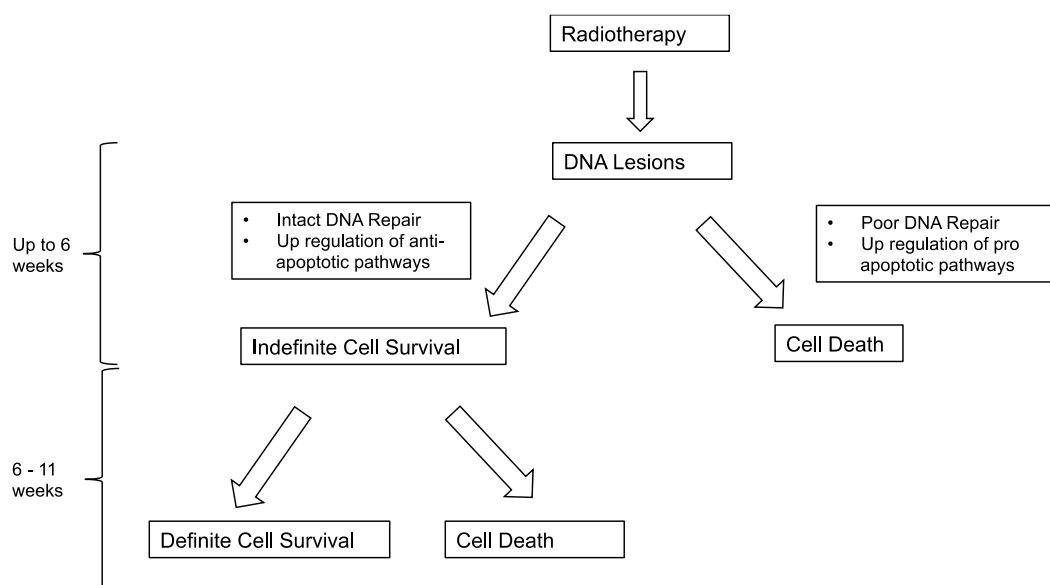 Radiotherapy
DNA Lesions
• Intact DNA Repair
• Up regulation of anti-
apoptotic pathways
• Poor DNA Repair
• Up regulation of pro
apoptotic pathways
Up to 6
weeks
Indefinite Cell Survival
Cell Death
6 - 11
weeks
Definite Cell Survival
Cell Death